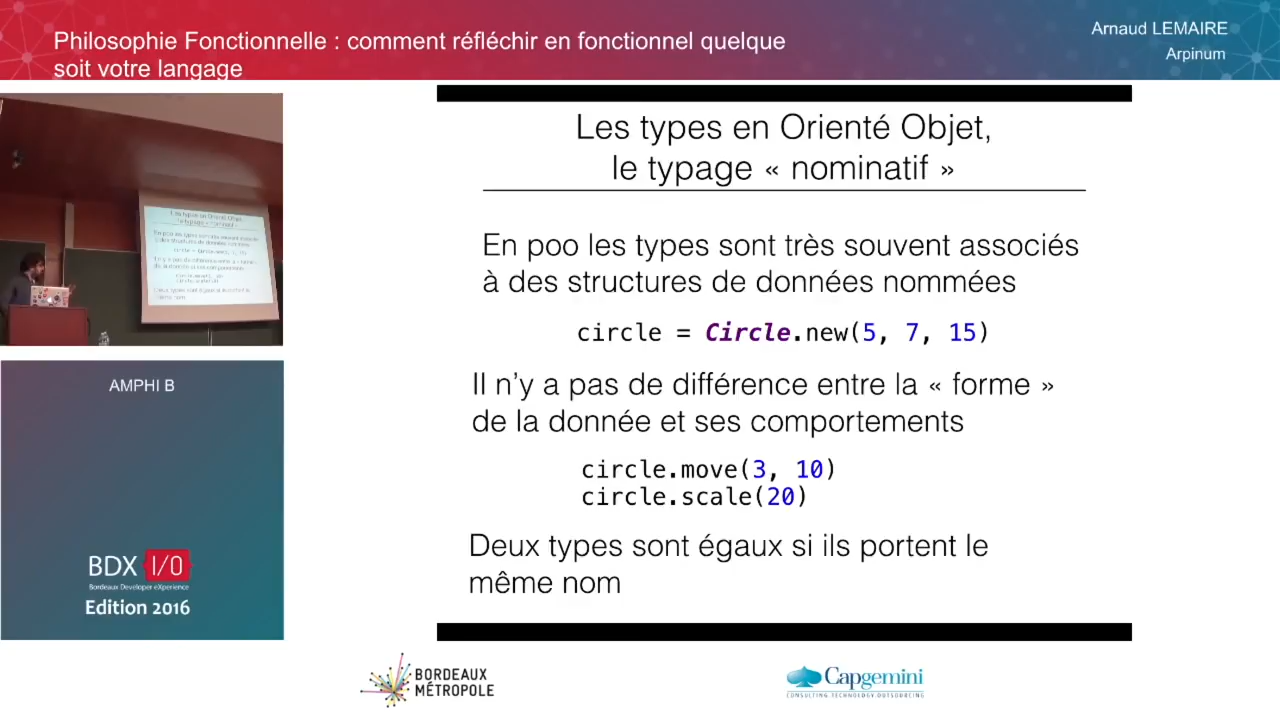 Philosophie Fonctionnelle : comment réfléchir en fonctionnel quelque
soit votre langage
Arnaud LEMAIRE
Arpinum
Les types en Orienté Objet,
le typage « nominatif »
En poo les types sont très souvent associés
à des structures de données nommées
circle = Circle.new(5, 7, 15)
Il n’y a pas de différence entre la « forme »
de la donnée et ses comportements
circle.move(3, 10)
circle.scale(20)
Deux types sont égaux si ils portent le
même nom
AMPHI B
BDX I/O
Bordeaux Developer eXperience
Edition 2016
BORDEAUX
MÉTROPOLE
Capgemini
CONSULTING.TECHNOLOGY.OUTSOURCING